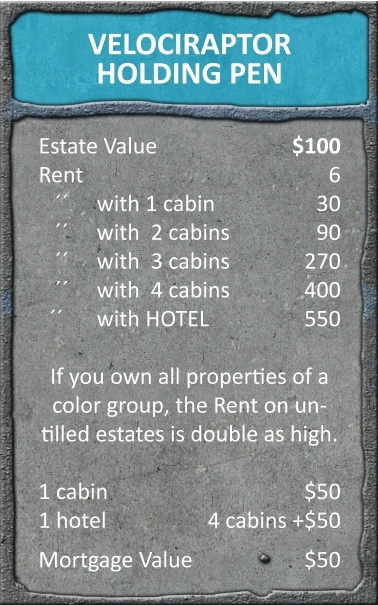 VELOCIRAPTOR
HOLDING PEN
Estate Value $100
Rent 6
´´ with 1 cabin 30
´´ with 2 cabins 90
´´ with 3 cabins 270
´´ with 4 cabins 400
´´ with HOTEL 550
If you own all properties of a
color group, the Rent on un-
tilled estates is double as high.
1 cabin $50
1 hotel 4 cabins +$50
Mortgage Value $50